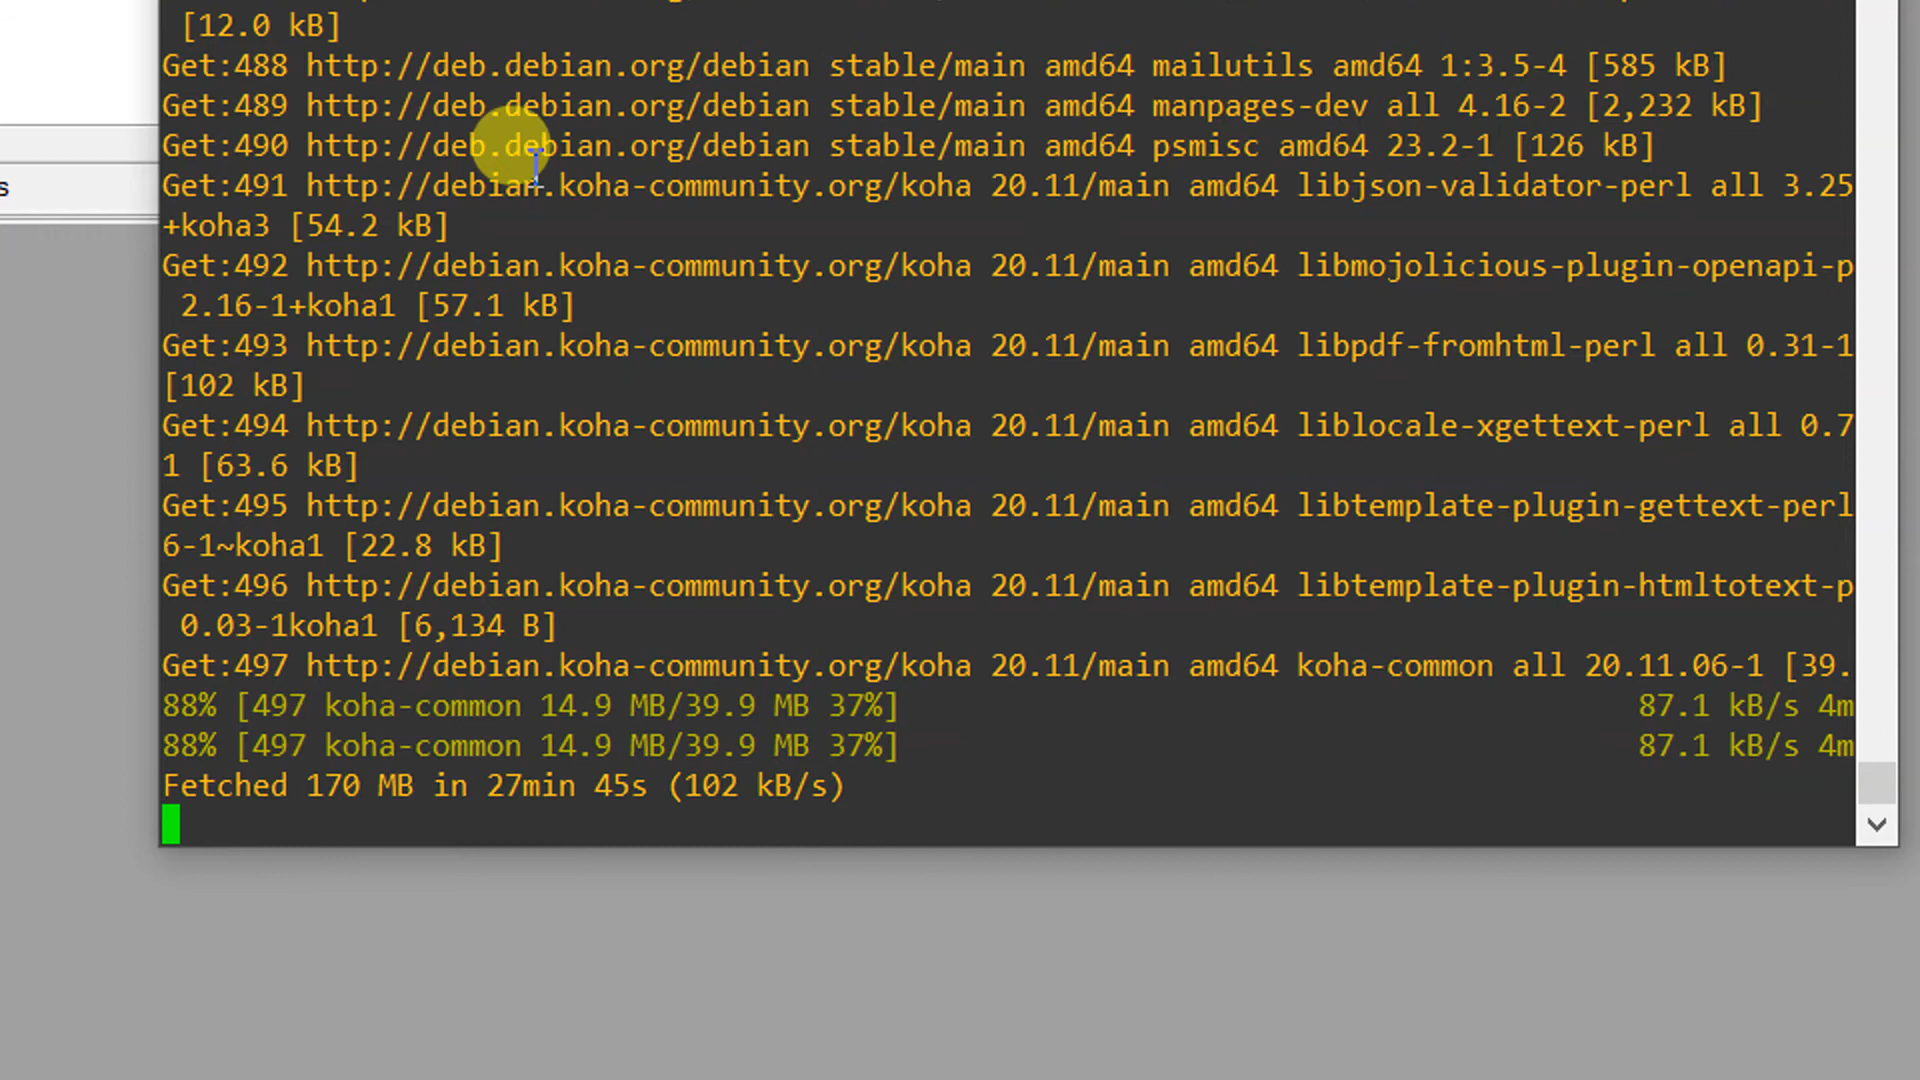 [12.0 kB]
Get:488 http://deb.debian.org/debian stable/main amd64 mailutils amd64 1:3.5-4 [585 kB]
Get:489 http://deb.debian.org/debian stable/main amd64 manpages-dev all 4.16-2 [2,232 kB]
Get:490 http://deb.debian.org/debian stable/main amd64 psmisc amd64 23.2-1 [126 kB]
s
Get:491 http://debian.koha-community.org/koha 20.11/main amd64 libjson-validator-perl all 3.25
+koha3 [54.2 kB]
Get:492 http://debian.koha-community.org/koha 20.11/main amd64 libmojolicious-plugin-openapi-p
2.16-1+koha1 [57.1 kB]
Get:493 http://debian.koha-community.org/koha 20.11/main amd64 libpdf-fromhtml-perl all 0.31-1
[102 kB]
Get:494 http://debian.koha-community.org/koha 20.11/main amd64 liblocale-xgettext-perl all 0.7
1 [63.6 kB]
Get:495 http://debian.koha-community.org/koha 20.11/main amd64 libtemplate-plugin-gettext-perl
6-1~koha1 [22.8 kB]
Get:496 http://debian.koha-community.org/koha 20.11/main amd64 libtemplate-plugin-htmltotext-p
0.03-1koha1 [6,134 B]
Get:497 http://debian.koha-community.org/koha 20.11/main amd64 koha-common all 20.11.06-1 [39.
88% [497 koha-common 14.9 MB/39.9 MB 37%] 87.1 kB/s 4m
88% [497 koha-common 14.9 MB/39.9 MB 37%] 87.1 kB/s 4m
Fetched 170 MB in 27min 45s (102 kB/s)